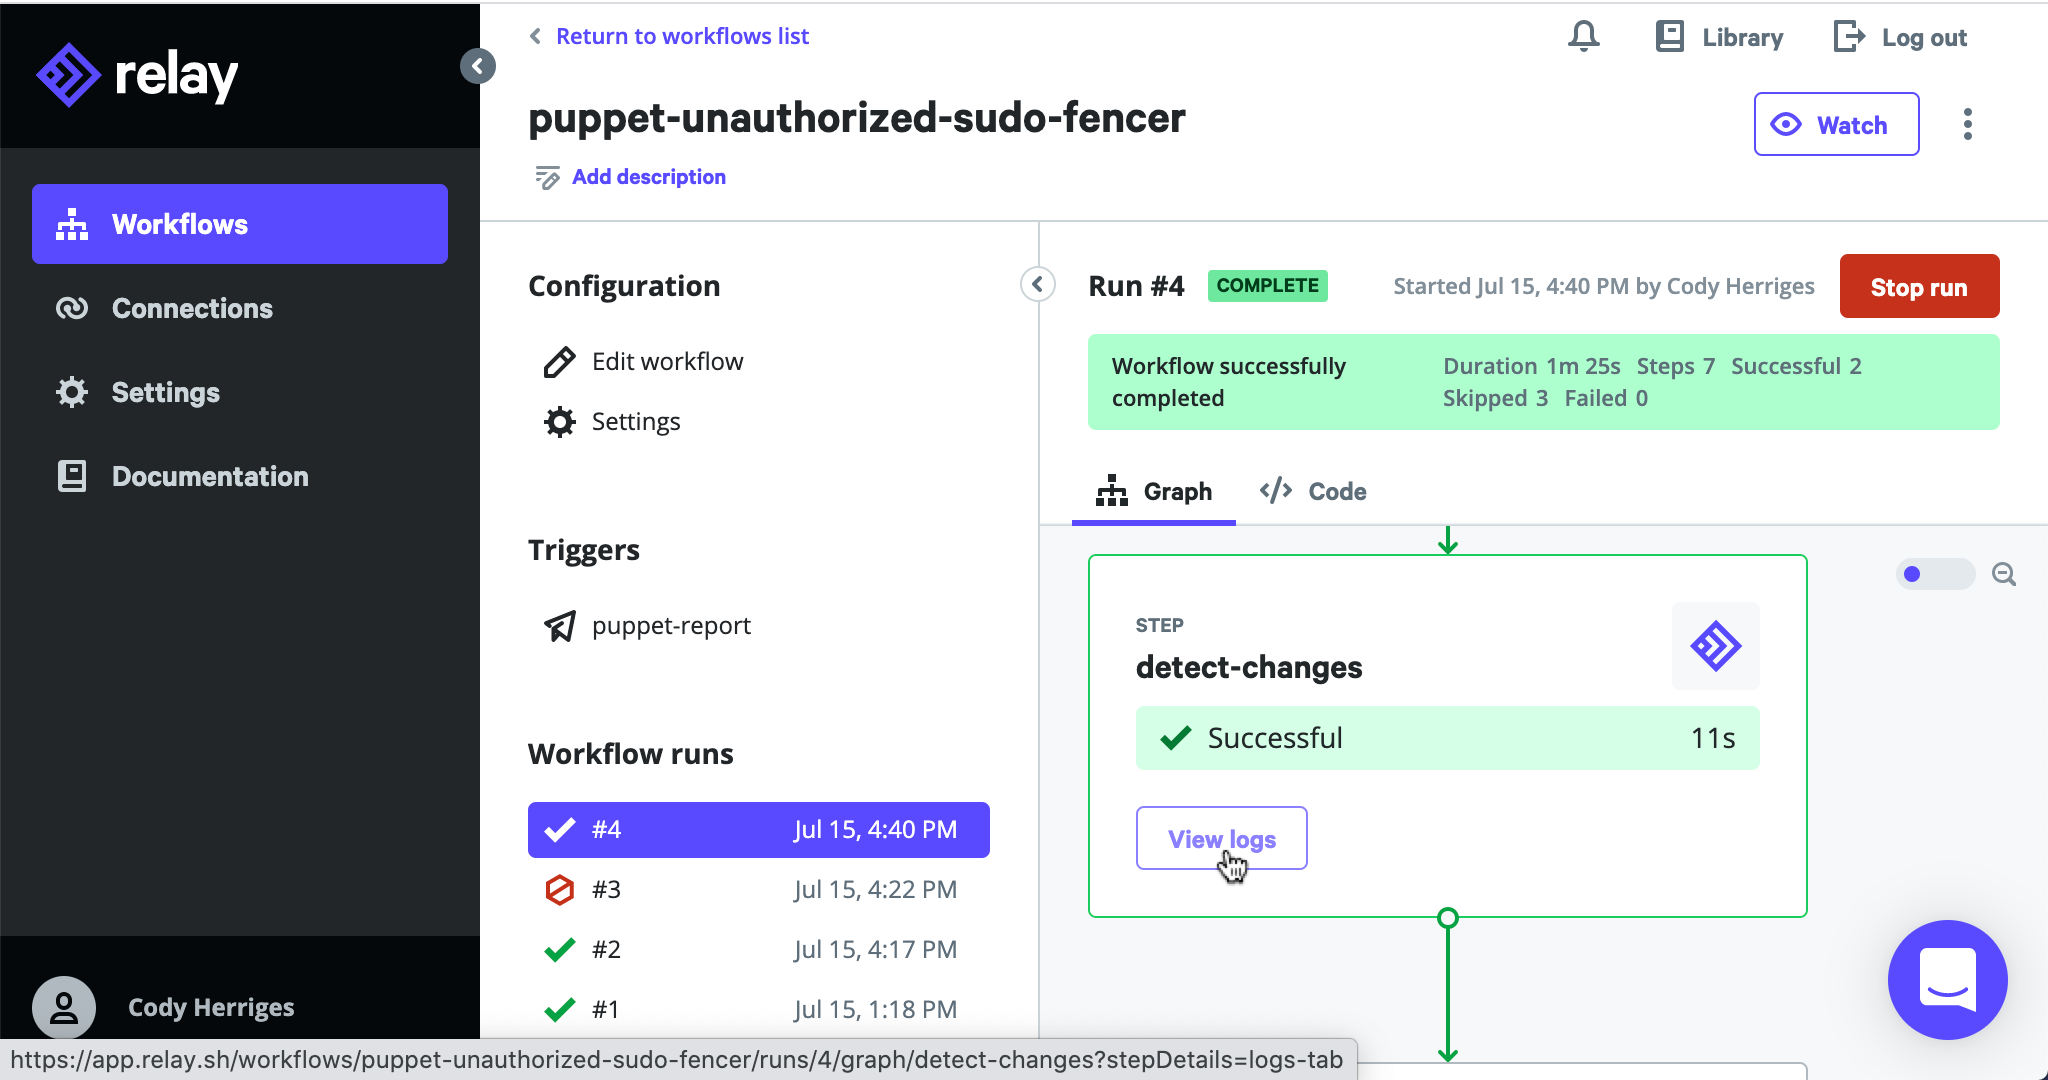 relay
Workflows
Connections
Settings
Documentation
Cody Herriges
Return to workflows list
Library
Log out
puppet-unauthorized-sudo-fencer
Watch
Add description
Configuration
Edit workflow
Settings
Triggers
puppet-report
Workflow runs
#4 Jul 15, 4:40 PM
#3 Jul 15, 4:22 PM
#2 Jul 15, 4:17 PM
#1 Jul 15, 1:18 PM
Run #4 COMPLETE Started Jul 15, 4:40 PM by Cody Herriges Stop run
Workflow successfully
completed
Duration 1m 25s Steps 7 Successful 2
Skipped 3 Failed 0
Graph </> Code
STEP
detect-changes
Successful 11s
View logs
https://app.relay.sh/workflows/puppet-unauthorized-sudo-fencer/runs/4/graph/detect-changes?stepDetails=logs-tab